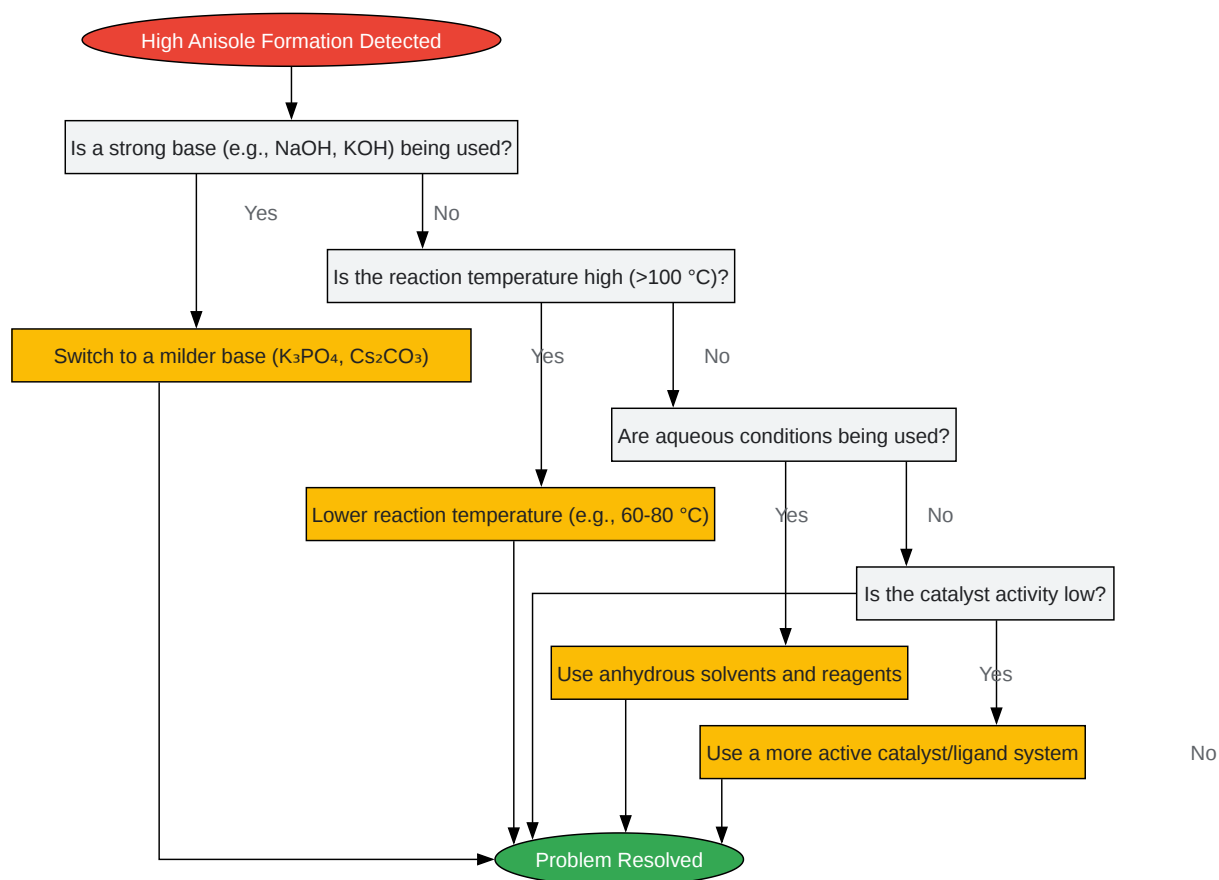 High Anisole Formation Detected
Is a strong base (e.g., NaOH, KOH) being used?
Yes
No
Is the reaction temperature high (>100 °C)?
Switch to a milder base (K₃PO₄, Cs₂CO₃)
Yes
No
Are aqueous conditions being used?
Lower reaction temperature (e.g., 60-80 °C)
Yes
No
Is the catalyst activity low?
Use anhydrous solvents and reagents
Yes
Use a more active catalyst/ligand system
No
Problem Resolved